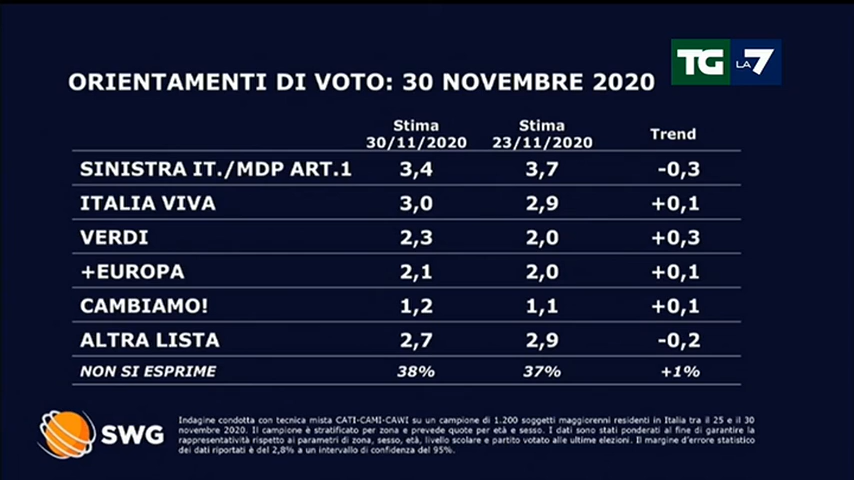 TG LA7
ORIENTAMENTI DI VOTO: 30 NOVEMBRE 2020
Stima Stima
30/11/2020 23/11/2020 Trend
SINISTRA IT./MDP ART.1 3,4 3,7 -0,3
ITALIA VIVA 3,0 2,9 +0,1
VERDI 2,3 2,0 +0,3
+EUROPA 2,1 2,0 +0,1
CAMBIAMO! 1,2 1,1 +0,1
ALTRA LISTA 2,7 2,9 -0,2
NON SI ESPRIME 38% 37% +1%
SWG
Indagine condotta con tecnica mista CATI-CAMI-CAWI su un campione di 1.200 soggetti maggiorenni residenti in Italia tra il 25 e il 30
novembre 2020. Il campione è stratificato per zona e prevede quote per età e sesso. I dati sono stati ponderati al fine di garantire la
rappresentatività rispetto ai parametri di zona, sesso, età, livello scolare e partito votato alle ultime elezioni. Il margine d'errore statistico
dei dati riportati è del 2,8% a un intervallo di confidenza del 95%.